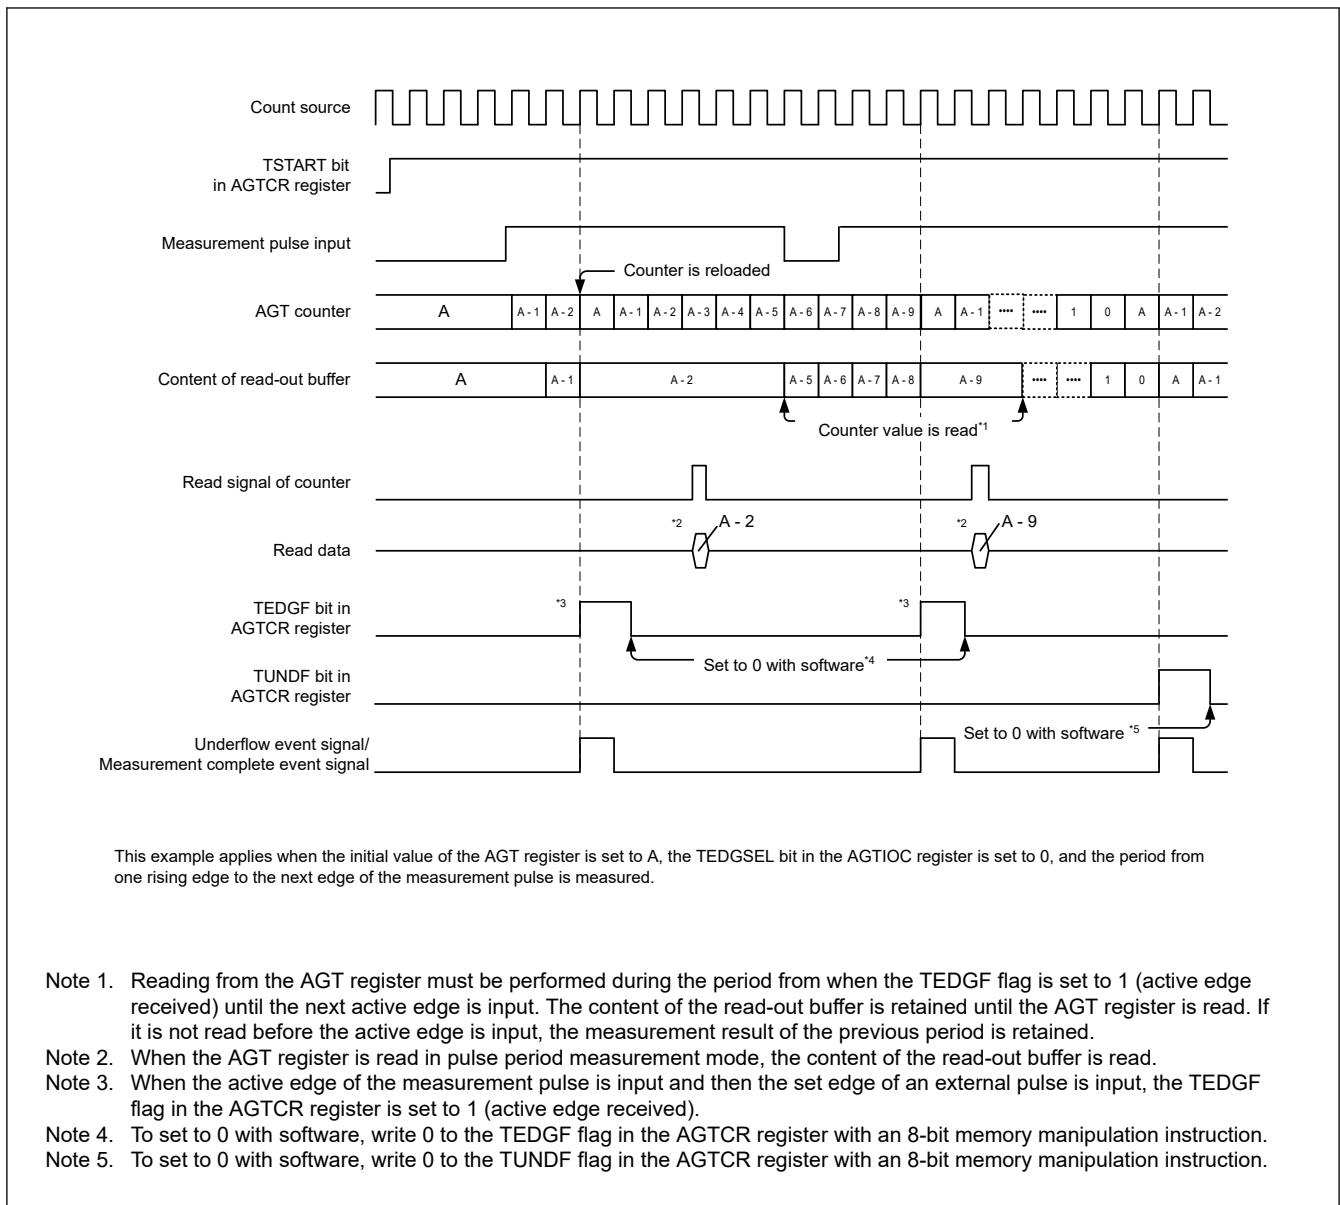 Count source
TSTART bit
in AGTCR register
Measurement pulse input
Counter is reloaded
AGT counter
A A - 1 A - 2 A A - 1 A - 2 A - 3 A - 4 A - 5 A - 6 A - 7 A - 8 A - 9 A A - 1 •••• •••• 1 0 A A - 1 A - 2
Content of read-out buffer
A A - 1 A - 2 A - 5 A - 6 A - 7 A - 8 A - 9 •••• •••• 1 0 A A - 1
Counter value is read*1
Read signal of counter
*2 A - 2 *2 A - 9
Read data
TEDGF bit in
AGTCR register
*3 *3
Set to 0 with software*4
TUNDF bit in
AGTCR register
Set to 0 with software *5
Underflow event signal/
Measurement complete event signal
This example applies when the initial value of the AGT register is set to A, the TEDGSEL bit in the AGTIOC register is set to 0, and the period from
one rising edge to the next edge of the measurement pulse is measured.
Note 1. Reading from the AGT register must be performed during the period from when the TEDGF flag is set to 1 (active edge
received) until the next active edge is input. The content of the read-out buffer is retained until the AGT register is read. If
it is not read before the active edge is input, the measurement result of the previous period is retained.
Note 2. When the AGT register is read in pulse period measurement mode, the content of the read-out buffer is read.
Note 3. When the active edge of the measurement pulse is input and then the set edge of an external pulse is input, the TEDGF
flag in the AGTCR register is set to 1 (active edge received).
Note 4. To set to 0 with software, write 0 to the TEDGF flag in the AGTCR register with an 8-bit memory manipulation instruction.
Note 5. To set to 0 with software, write 0 to the TUNDF flag in the AGTCR register with an 8-bit memory manipulation instruction.